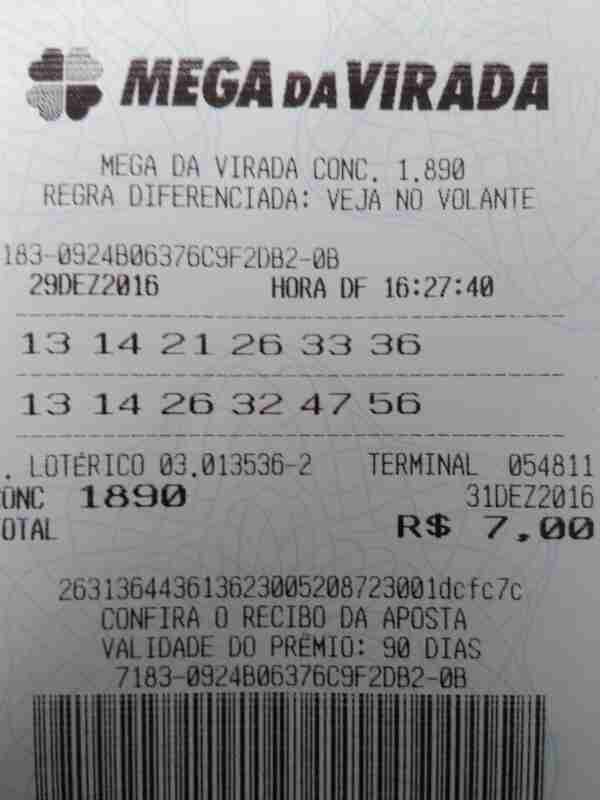 MEGA DA VIRADA
MEGA DA VIRADA CONC. 1.890
REGRA DIFERENCIADA: VEJA NO VOLANTE
183-0924B06376C9F2DB2-0B
29DEZ2016 HORA DF 16:27:40
13 14 21 26 33 36
13 14 26 32 47 56
. LOTÉRICO 03.013536-2 TERMINAL 054811
ONC 1890 31DEZ2016
OTAL R$ 7,00
263136443613623005208723001dcfc7c
CONFIRA O RECIBO DA APOSTA
VALIDADE DO PRÊMIO: 90 DIAS
7183-0924B06376C9F2DB2-0B